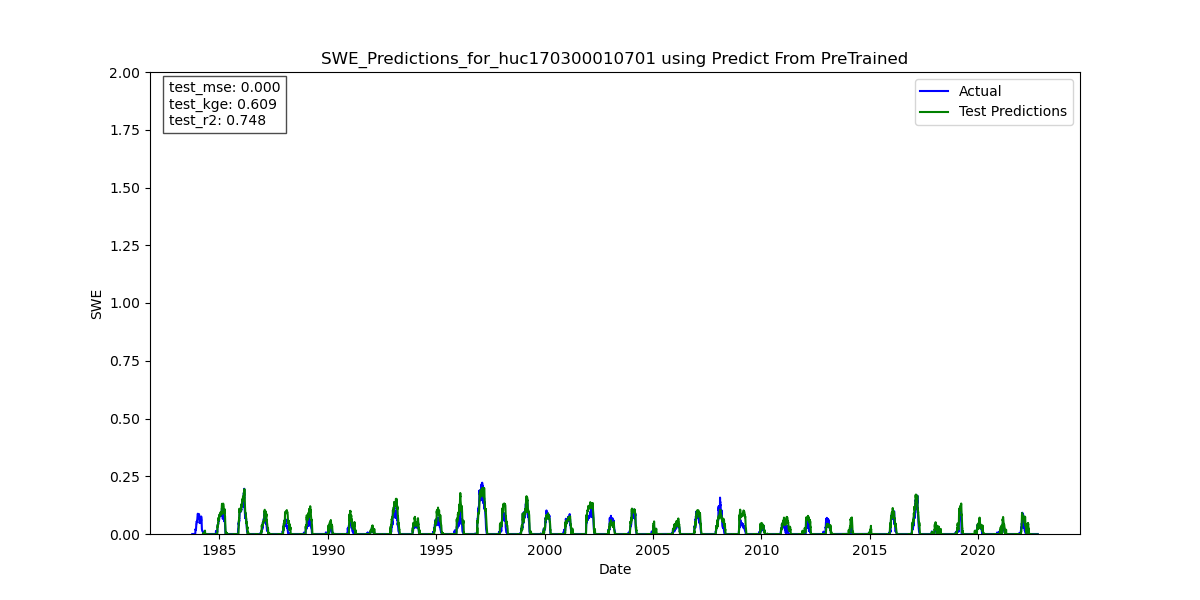 SWE_Predictions_for_huc170300010701 using Predict From PreTrained
test_mse: 0.000
test_kge: 0.609
test_r2: 0.748
Actual
Test Predictions
2.00
1.75
1.50
1.25
1.00
0.75
0.50
0.25
0.00
SWE
1985 1990 1995 2000 2005 2010 2015 2020
Date